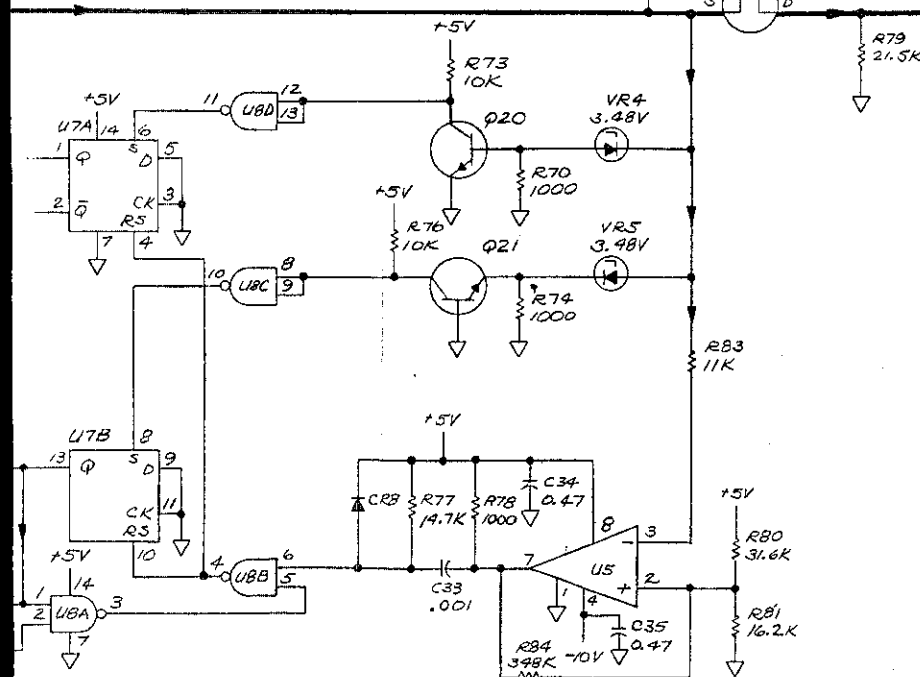 S D
R79
21.5K
+5V
R73
10K
+5V
U7A
14
11
U8D
12
13
Q20
VR4
3.48V
6
1
Q
S
D
5
2
Q̅
CK
3
RS
7
4
R70
1000
+5V
R76
10K
Q21
VR5
3.48V
10
U8C
8
9
R74
1000
R83
11K
U7B
8
+5V
13
Q
S
D
9
CK
11
RS
10
CR8
R77
14.7K
R78
1000
C34
0.47
8
3
+5V
R80
31.6K
+5V
14
4
U8B
6
5
7
U5
-
+
2
1
2
U8A
3
7
C33
.001
1
4
C35
0.47
R81
16.2K
R84
348K
-10V